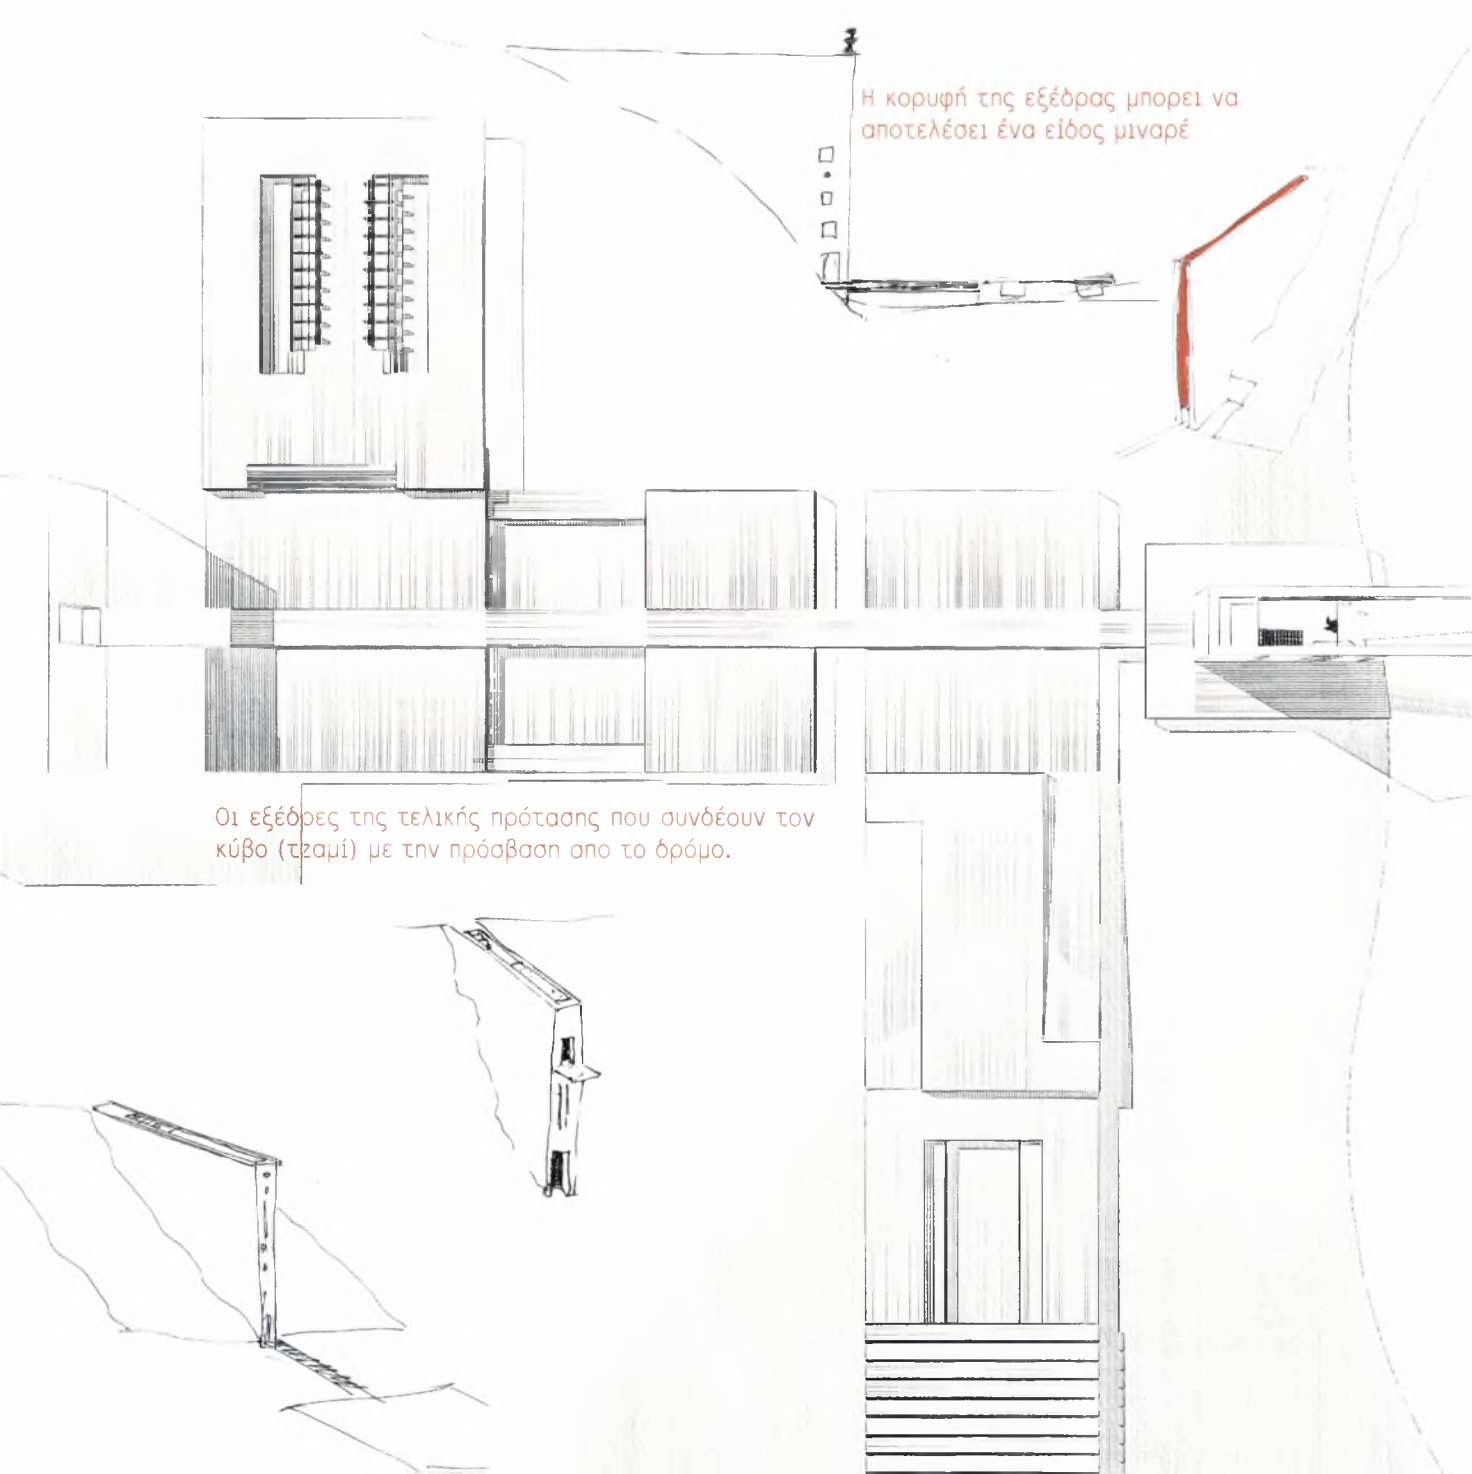 Η κορυφή της εξέδρας μπορει να
αποτελέσει ένα είδος μιναρέ
Οι εξέδρες της τελικής πρότασης που συνδέουν τον
κύβο (τζαμί) με την πρόσβαση απο το δρόμο.